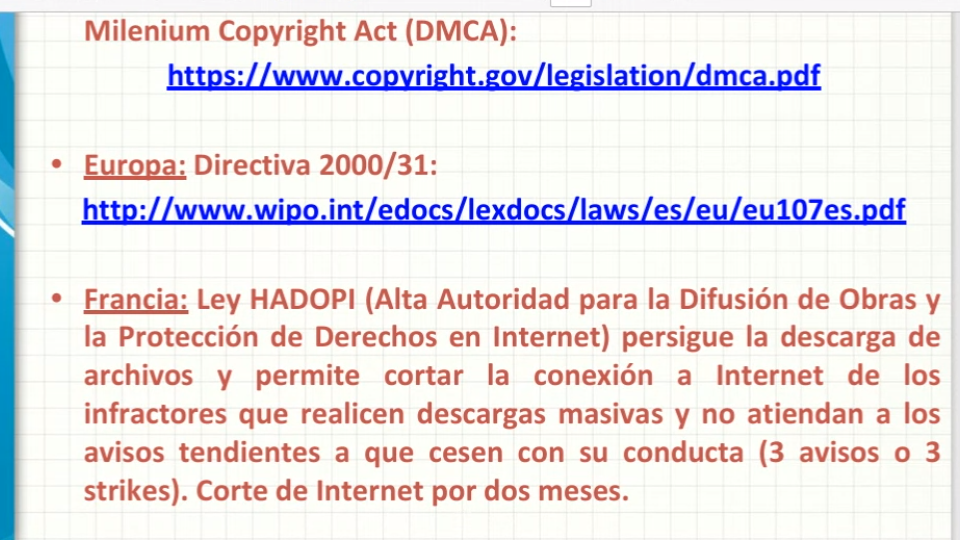 Milenium Copyright Act (DMCA):
https://www.copyright.gov/legislation/dmca.pdf
• Europa: Directiva 2000/31:
http://www.wipo.int/edocs/lexdocs/laws/es/eu/eu107es.pdf
• Francia: Ley HADOPI (Alta Autoridad para la Difusión de Obras y
la Protección de Derechos en Internet) persigue la descarga de
archivos y permite cortar la conexión a Internet de los
infractores que realicen descargas masivas y no atiendan a los
avisos tendientes a que cesen con su conducta (3 avisos o 3
strikes). Corte de Internet por dos meses.